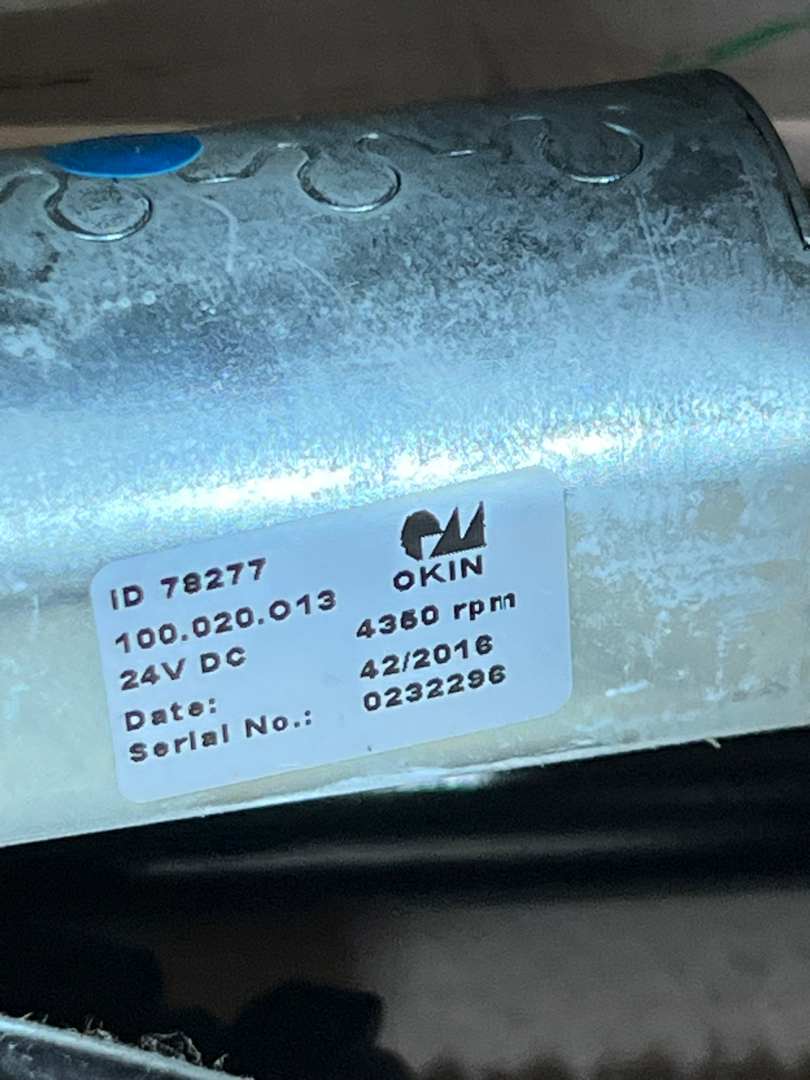 OKIN
ID 78277
100.020.013
24V DC 4350 rpm
Date: 42/2016
Serial No.: 0232296